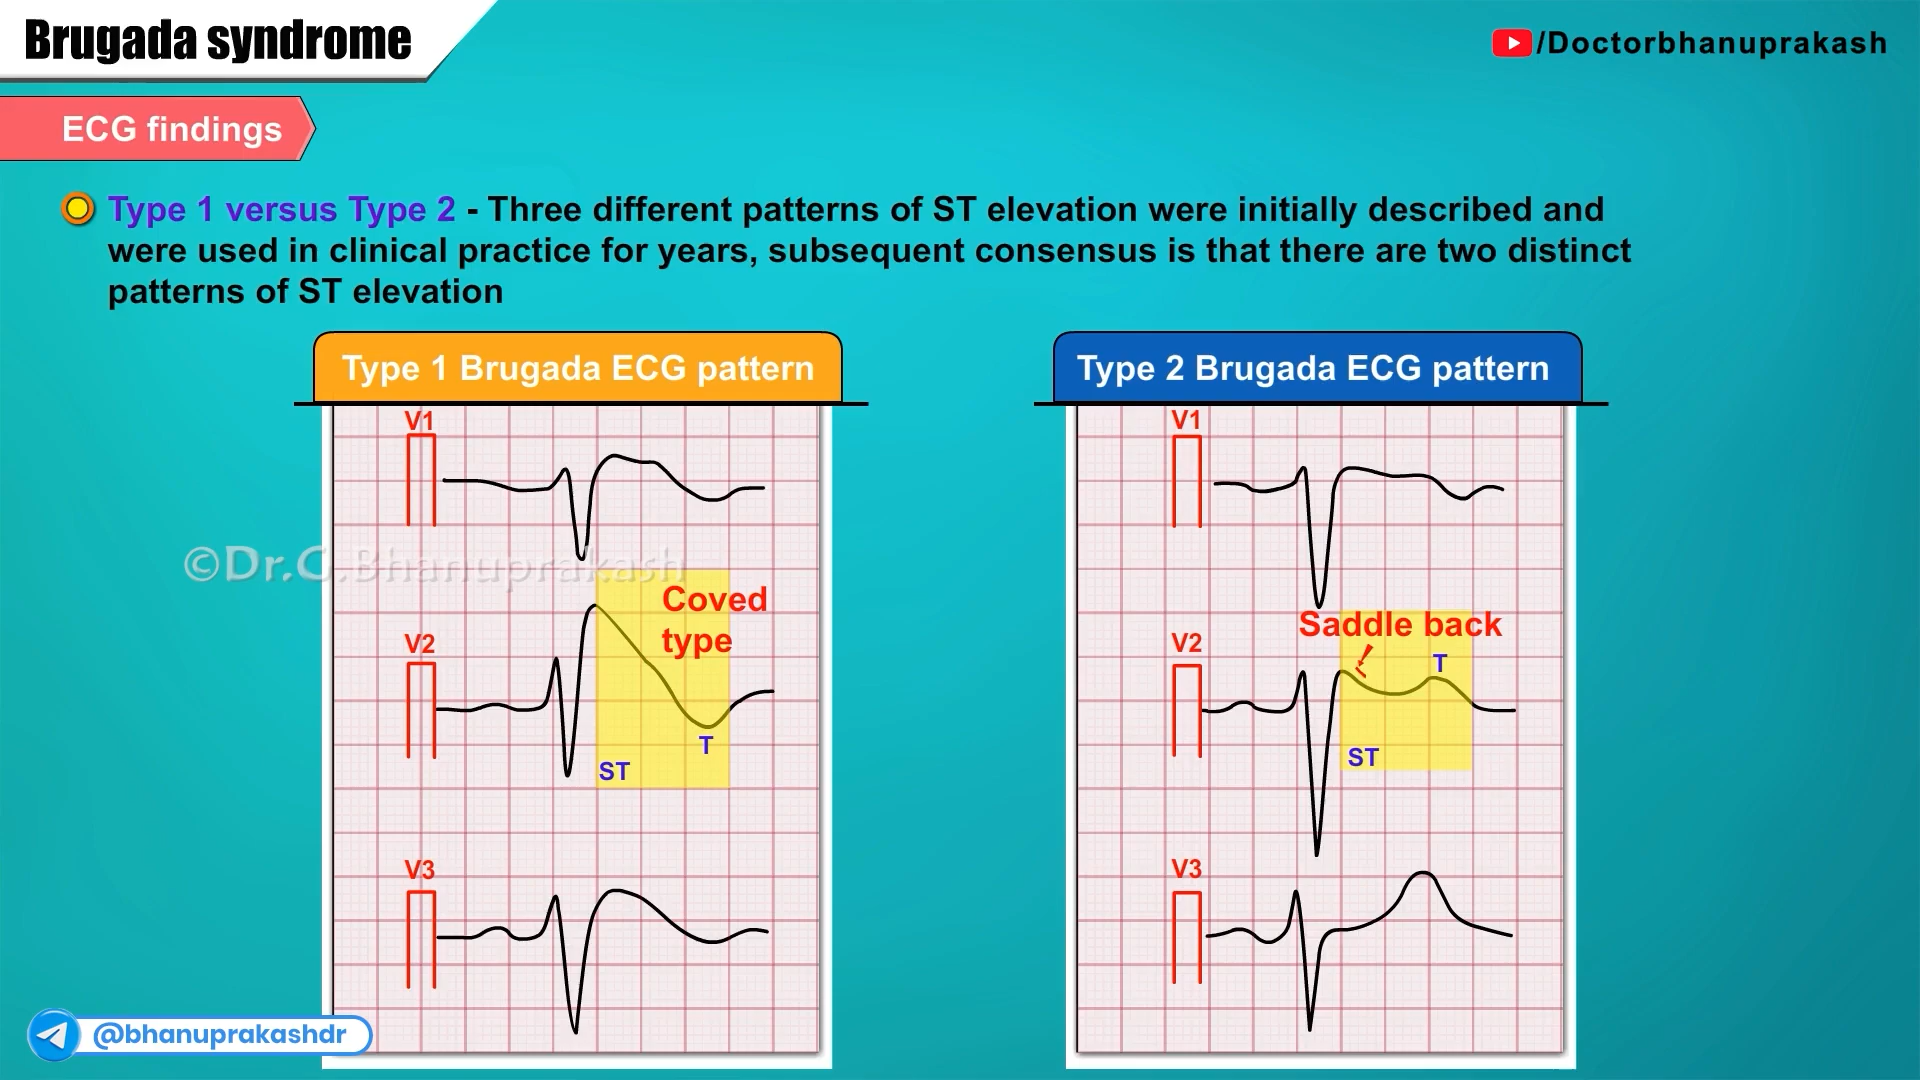 Brugada syndrome
/Doctorbhanuprakash
ECG findings
Type 1 versus Type 2 - Three different patterns of ST elevation were initially described and
were used in clinical practice for years, subsequent consensus is that there are two distinct
patterns of ST elevation
Type 1 Brugada ECG pattern
V1
©Dr.G.Bhanuprakash
Coved
type
V2
T
ST
V3
Type 2 Brugada ECG pattern
V1
Saddle back
V2
T
ST
V3
@bhanuprakashdr